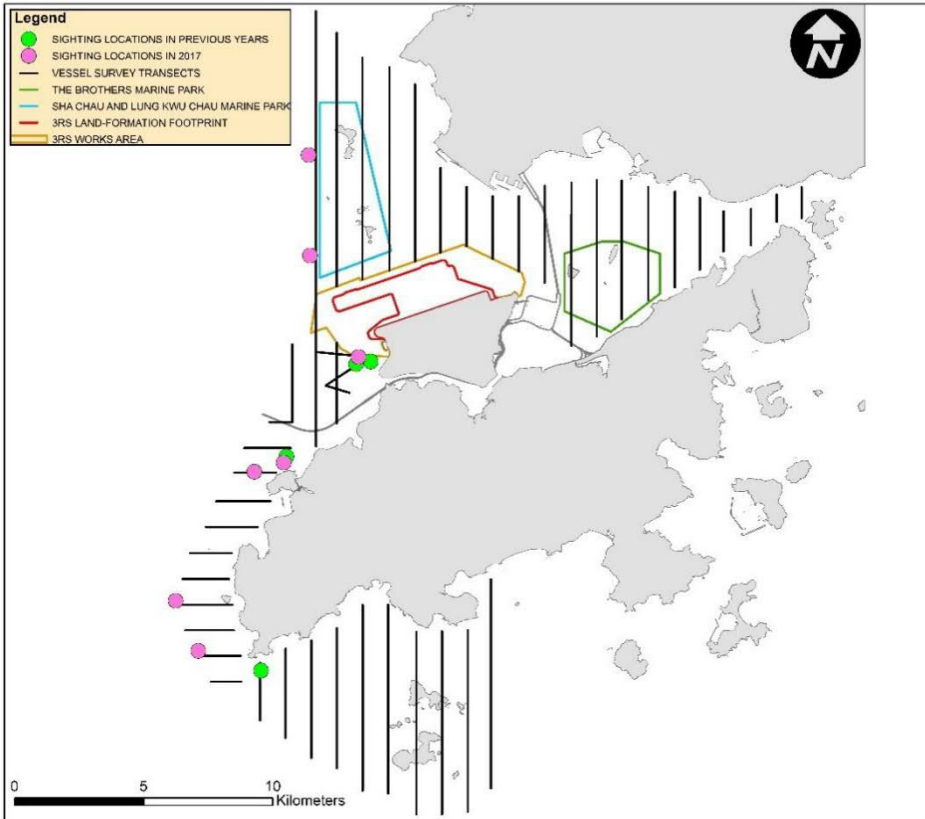 Legend
SIGHTING LOCATIONS IN PREVIOUS YEARS
SIGHTING LOCATIONS IN 2017
VESSEL SURVEY TRANSECTS
THE BROTHERS MARINE PARK
SHA CHAU AND LUNG KWU CHAU MARINE PARK
3RS LAND-FORMATION FOOTPRINT
3RS WORKS AREA
N
0 5 10
Kilometers